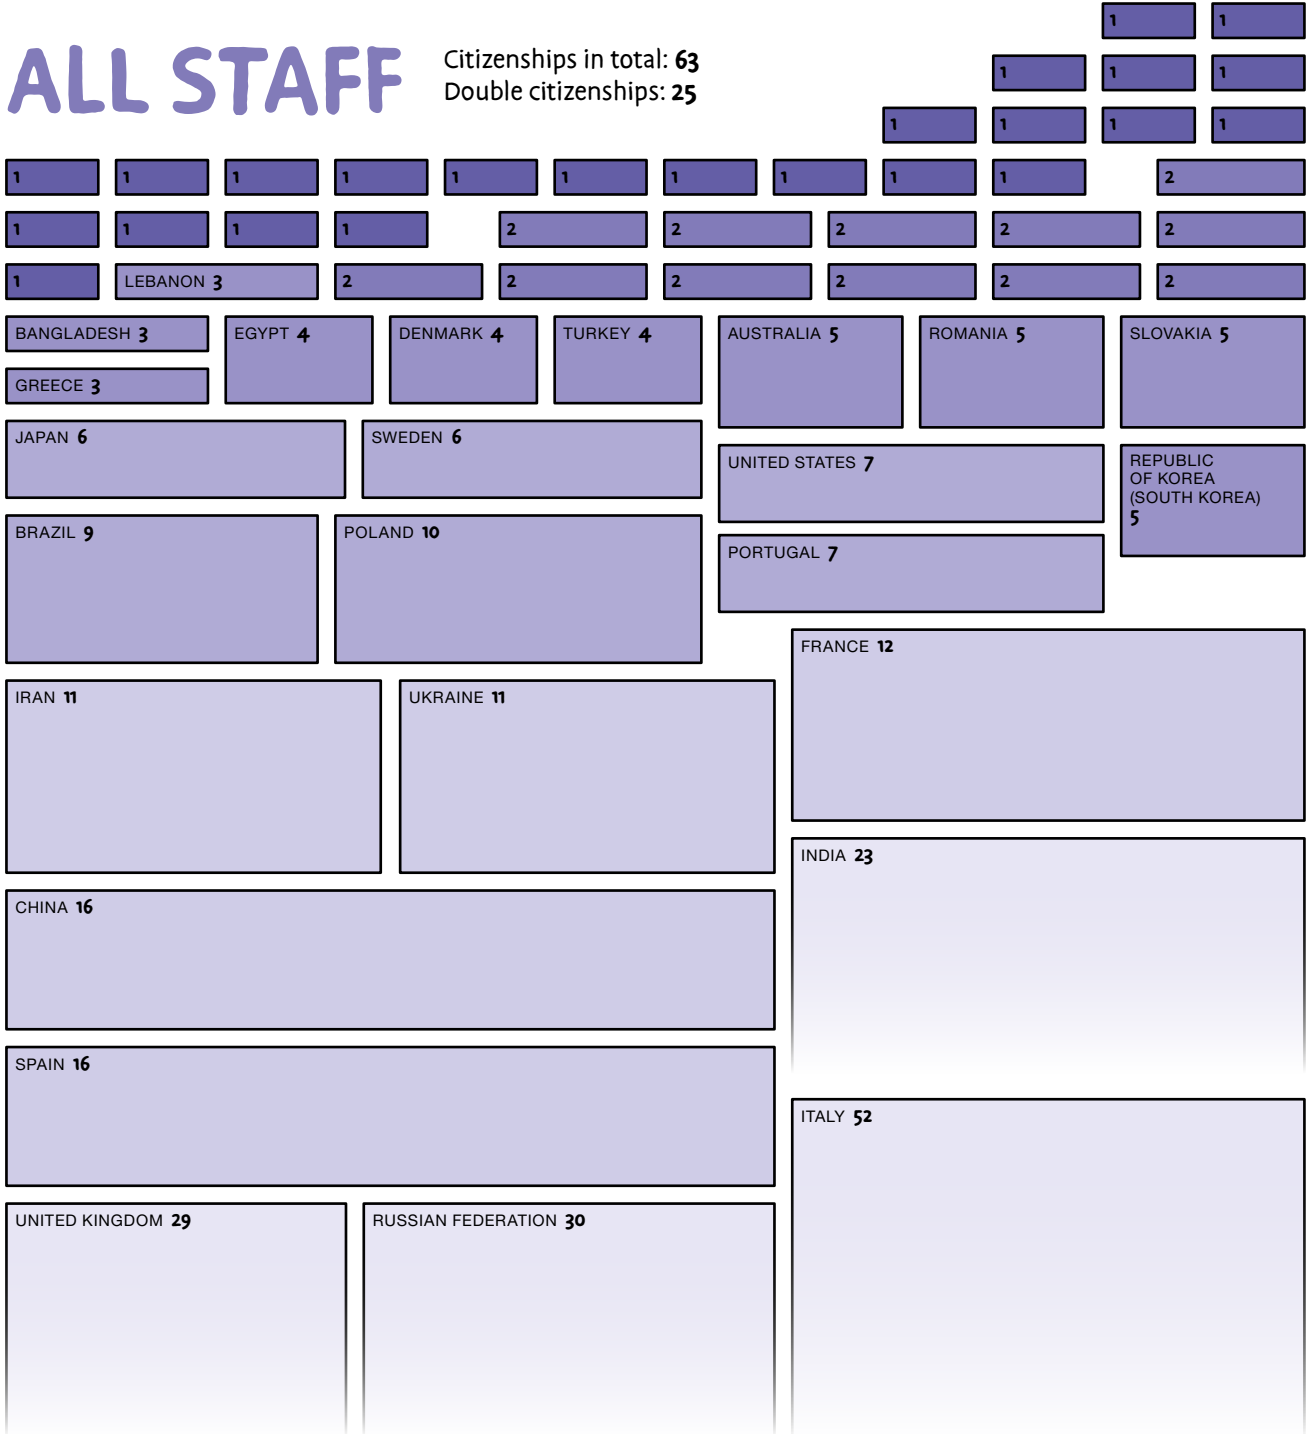 ALL STAFF
Citizenships in total: 63
Double citizenships: 25
1 1
1 1 1
1 1 1 1
1 1 1 1 1 1 1 1 1 1 2
1 1 1 1 2 2 2 2 2
1 LEBANON 3 2 2 2 2 2 2
BANGLADESH 3
EGYPT 4
DENMARK 4
TURKEY 4
AUSTRALIA 5
ROMANIA 5
SLOVAKIA 5
GREECE 3
JAPAN 6
SWEDEN 6
UNITED STATES 7
REPUBLIC
OF KOREA
(SOUTH KOREA)
5
BRAZIL 9
POLAND 10
PORTUGAL 7
FRANCE 12
IRAN 11
UKRAINE 11
INDIA 23
CHINA 16
SPAIN 16
ITALY 52
UNITED KINGDOM 29
RUSSIAN FEDERATION 30